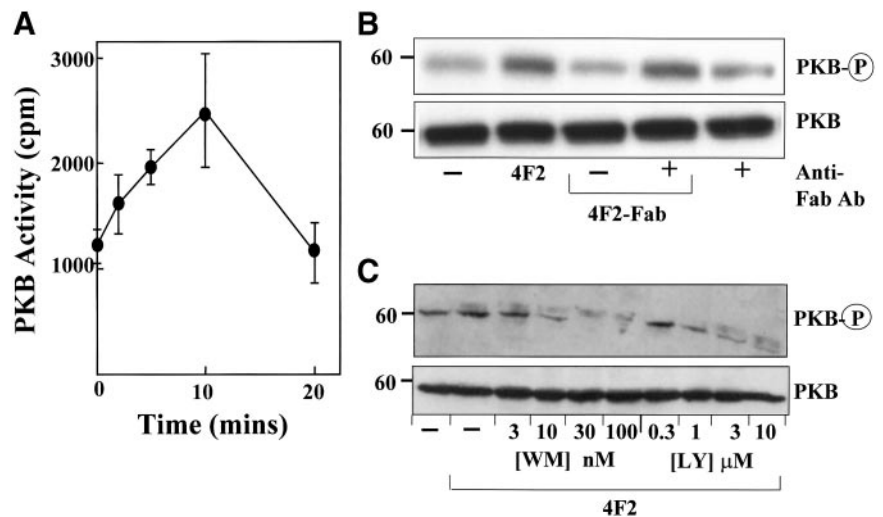 A
3000
2000
1000
0
10
20
PKB Activity (cpm)
Time (mins)
B
60
PKB-P
60
PKB
− 4F2 − + +
Anti-
Fab Ab
4F2-Fab
C
60
PKB-P
60
PKB
− − 3 10 30 100 0.3 1 3 10
[WM] nM [LY] µM
4F2